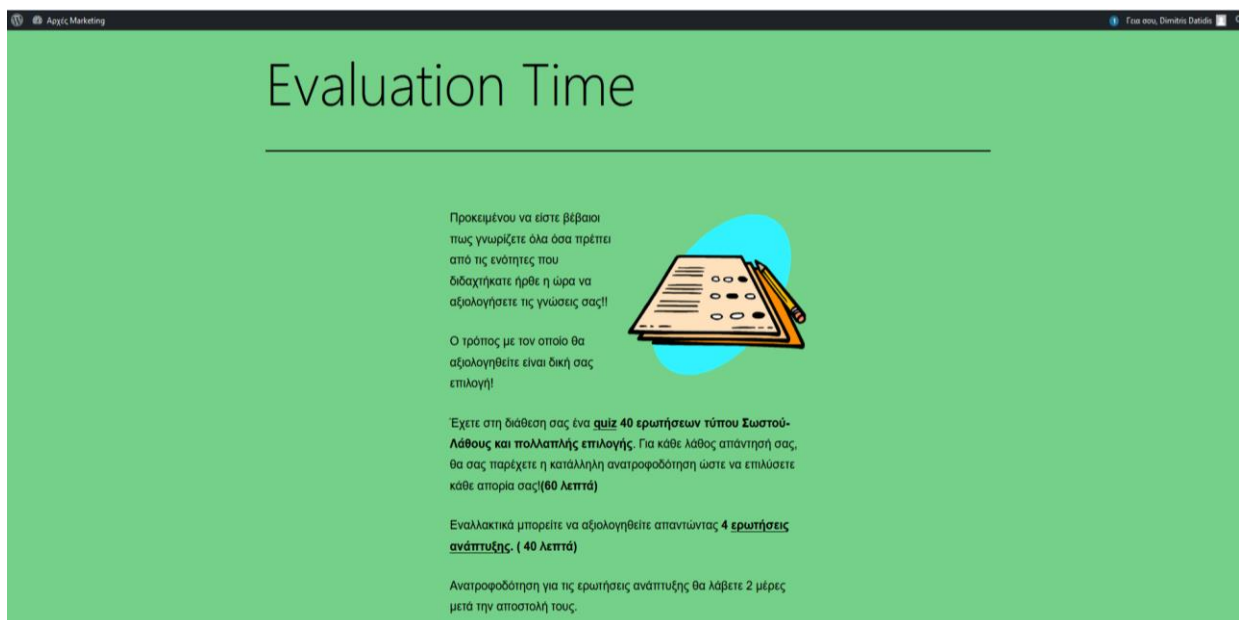 Αρχές Marketing
Γεια σου, Dimitris Datidis
Evaluation Time
Προκειμένου να είστε βέβαιοι
πως γνωρίζετε όλα όσα πρέπει
από τις ενότητες που
διδαχτήκατε ήρθε η ώρα να
αξιολογήσετε τις γνώσεις σας!!
Ο τρόπος με τον οποίο θα
αξιολογηθείτε είναι δική σας
επιλογή!
Έχετε στη διάθεση σας ένα quiz 40 ερωτήσεων τύπου Σωστού-
Λάθους και πολλαπλής επιλογής. Για κάθε λάθος απάντησή σας,
θα σας παρέχετε η κατάλληλη ανατροφοδότηση ώστε να επιλύσετε
κάθε απορία σας!(60 Λεπτά)
Εναλλακτικά μπορείτε να αξιολογηθείτε απαντώντας 4 ερωτήσεις
ανάπτυξης. ( 40 Λεπτά)
Ανατροφοδότηση για τις ερωτήσεις ανάπτυξης θα λάβετε 2 μέρες
μετά την αποστολή τους.